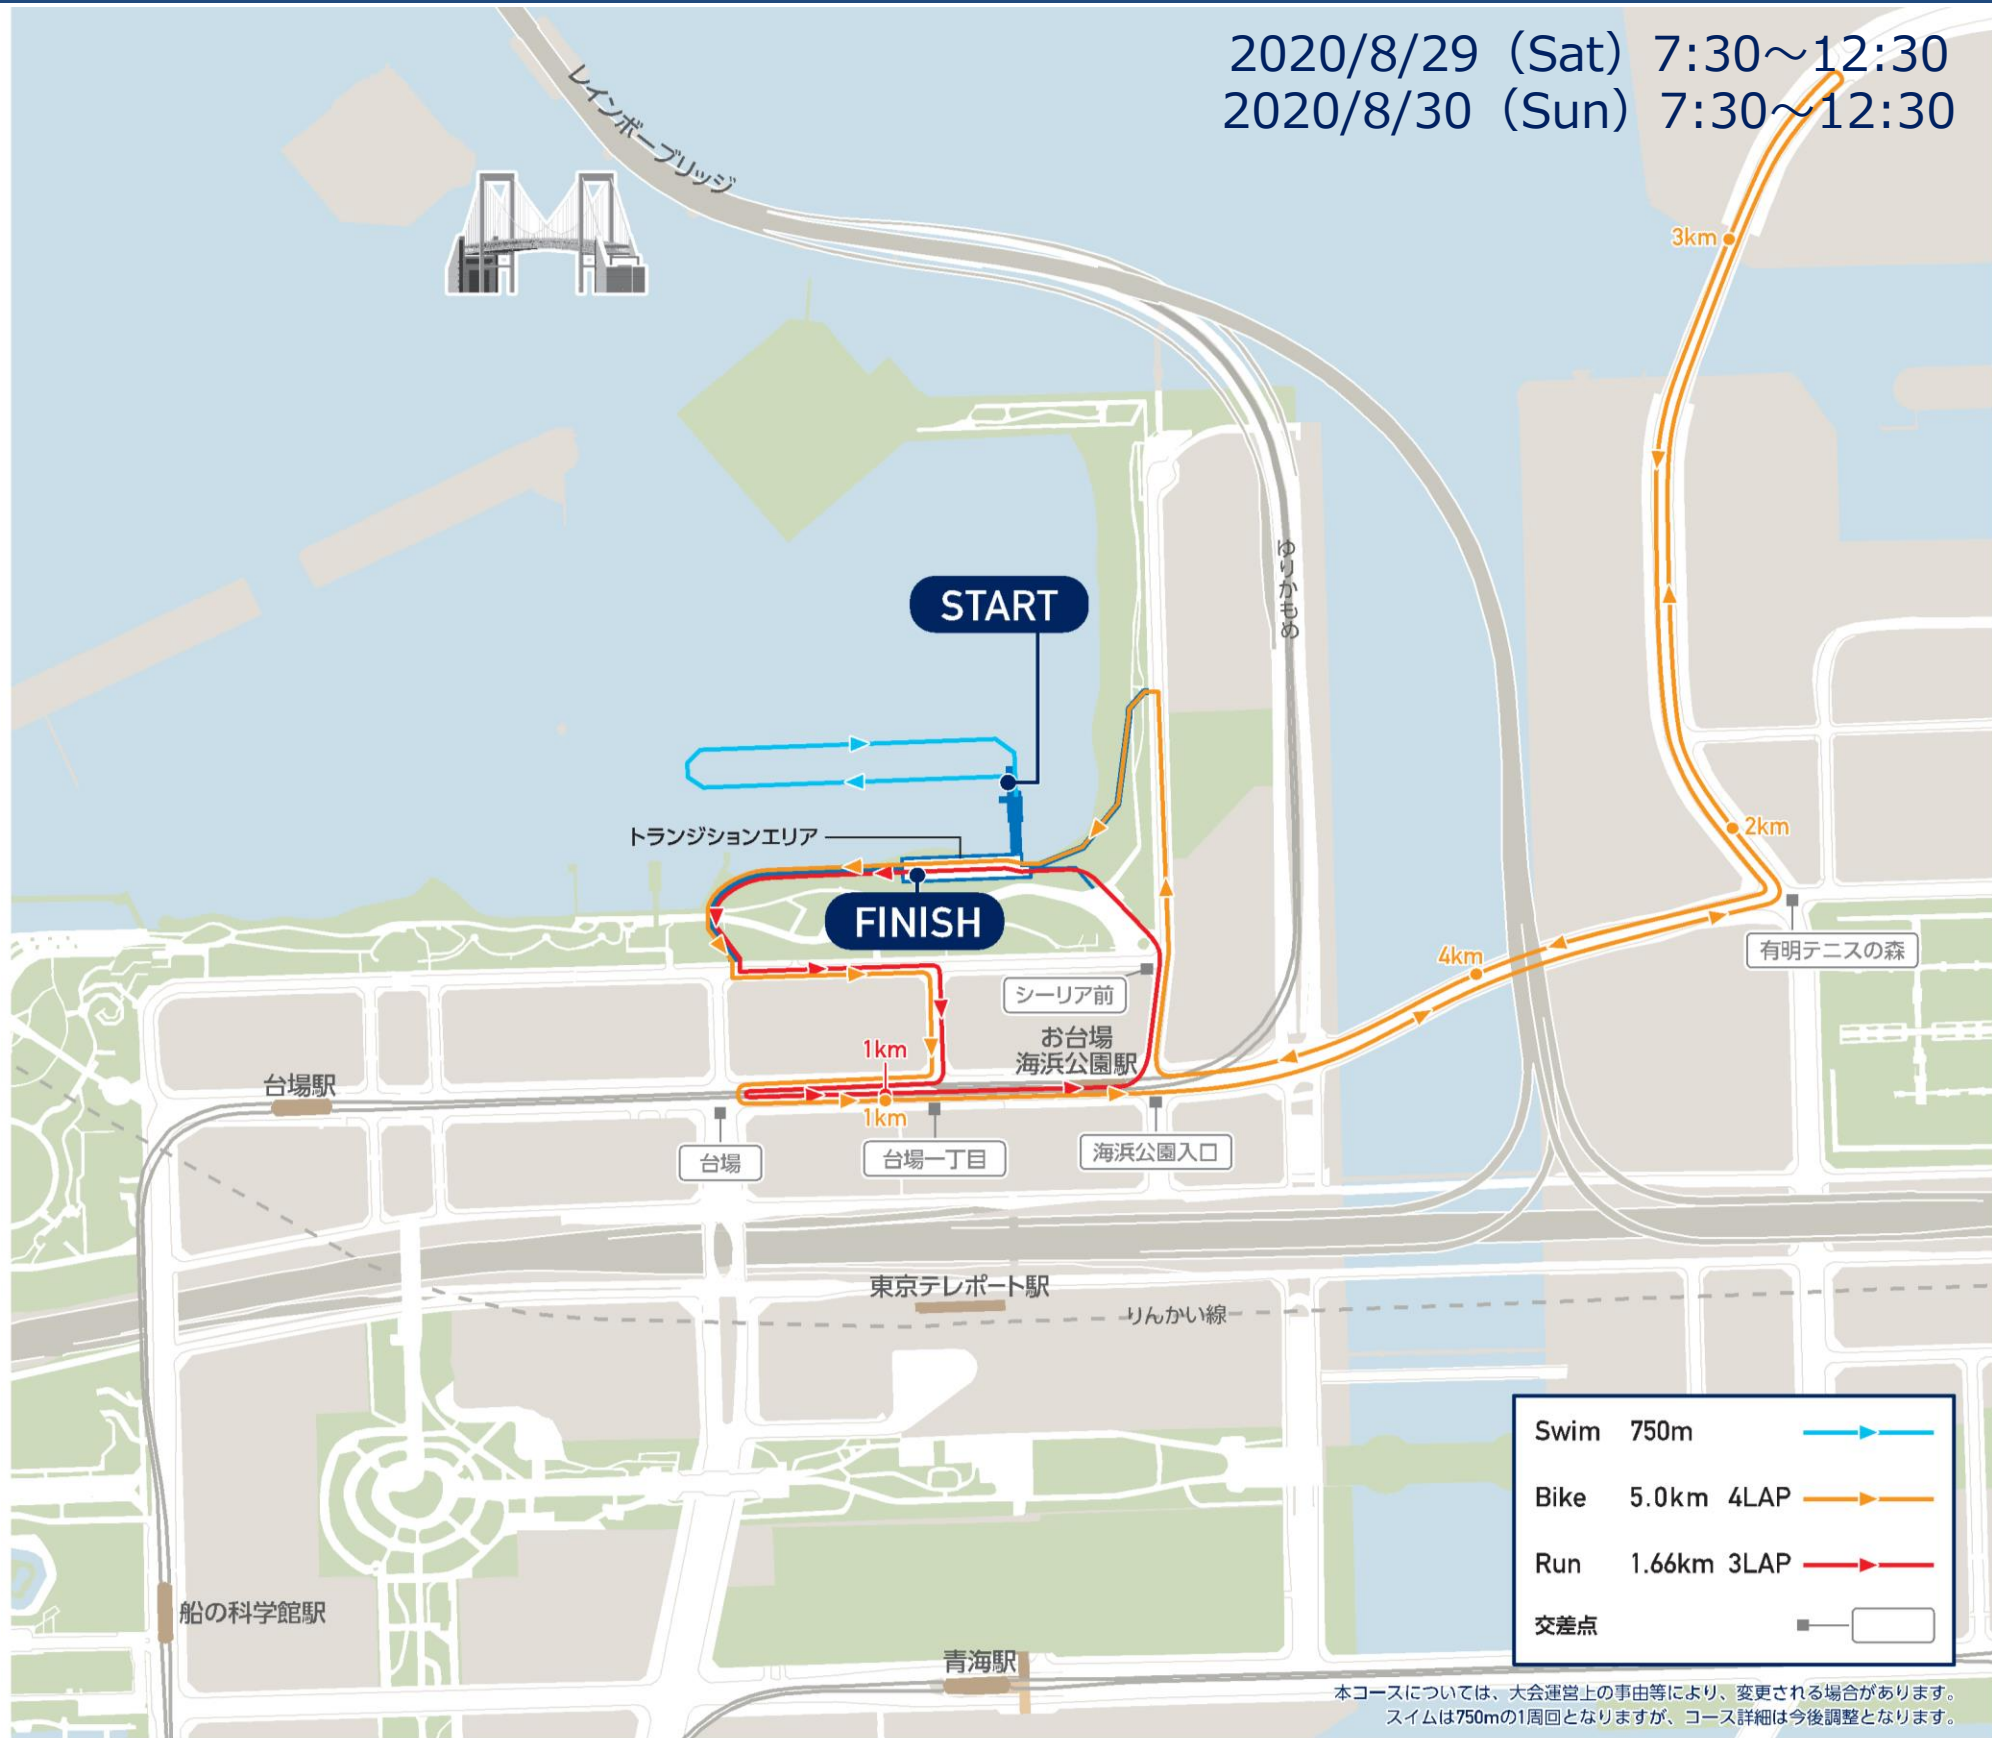 2020/8/29（Sat）7:30～12:30
2020/8/30（Sun）7:30～12:30
レインボーブリッジ
3km
ゆりかもめ
START
トランジションエリア
2km
FINISH
有明テニスの森
4km
シーリア前
お台場
海浜公園駅
1km
台場駅
1km
台場
台場一丁目
海浜公園入口
東京テレポート駅
りんかい線
Swim 750m
Bike 5.0km 4LAP
Run 1.66km 3LAP
交差点
船の科学館駅
青海駅
本コースについては、大会運営上の事由等により、変更される場合があります。
スイムは750mの1周回となりますが、コース詳細は今後調整となります。